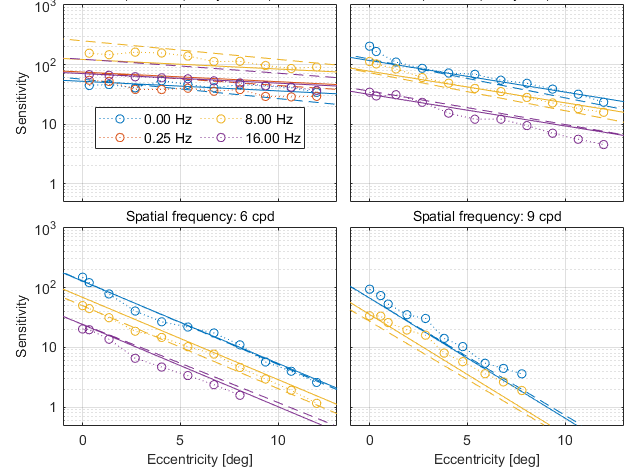 10³
10²
10
1
Sensitivity
0.00 Hz 8.00 Hz
0.25 Hz 16.00 Hz
Spatial frequency: 6 cpd Spatial frequency: 9 cpd
10³
10²
10
1
Sensitivity
0 5 10 0 5 10
Eccentricity [deg] Eccentricity [deg]